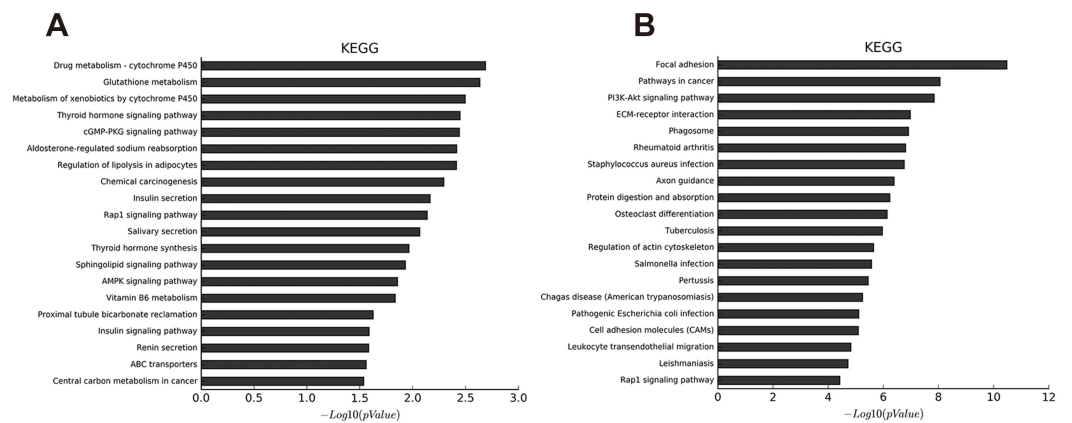 A
KEGG
Drug metabolism - cytochrome P450
Glutathione metabolism
Metabolism of xenobiotics by cytochrome P450
Thyroid hormone signaling pathway
cGMP-PKG signaling pathway
Aldosterone-regulated sodium reabsorption
Regulation of lipolysis in adipocytes
Chemical carcinogenesis
Insulin secretion
Rap1 signaling pathway
Salivary secretion
Thyroid hormone synthesis
Sphingolipid signaling pathway
AMPK signaling pathway
Vitamin B6 metabolism
Proximal tubule bicarbonate reclamation
Insulin signaling pathway
Renin secretion
ABC transporters
Central carbon metabolism in cancer
0.0 0.5 1.0 1.5 2.0 2.5 3.0
−Log10(pValue)
B
KEGG
Focal adhesion
Pathways in cancer
PI3K-Akt signaling pathway
ECM-receptor interaction
Phagosome
Rheumatoid arthritis
Staphylococcus aureus infection
Axon guidance
Protein digestion and absorption
Osteoclast differentiation
Tuberculosis
Regulation of actin cytoskeleton
Salmonella infection
Pertussis
Chagas disease (American trypanosomiasis)
Pathogenic Escherichia coli infection
Cell adhesion molecules (CAMs)
Leukocyte transendothelial migration
Leishmaniasis
Rap1 signaling pathway
0 2 4 6 8 10 12
−Log10(pValue)